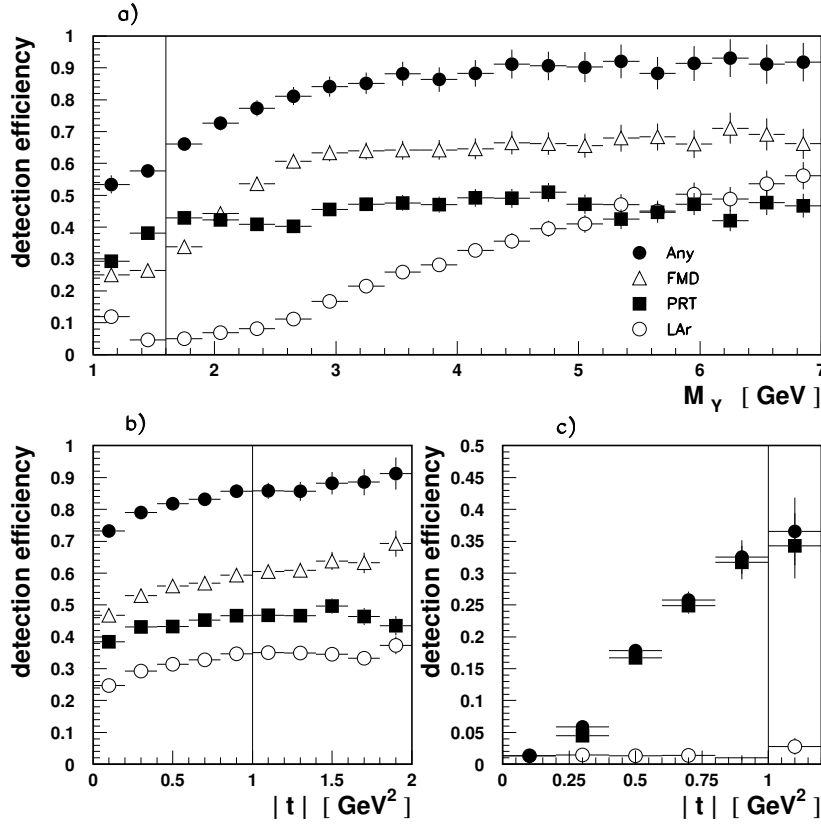 a)
detection efficiency
1
0.9
0.8
0.7
0.6
0.5
0.4
0.3
0.2
0.1
0
Any
FMD
PRT
LAr
1 2 3 4 5 6 7
M Y [ GeV ]
b)
detection efficiency
1
0.9
0.8
0.7
0.6
0.5
0.4
0.3
0.2
0.1
0
0 0.5 1 1.5 2
| t | [ GeV2 ]
c)
detection efficiency
0.5
0.45
0.4
0.35
0.3
0.25
0.2
0.15
0.1
0.05
0
0 0.25 0.5 0.75 1
| t | [ GeV2 ]